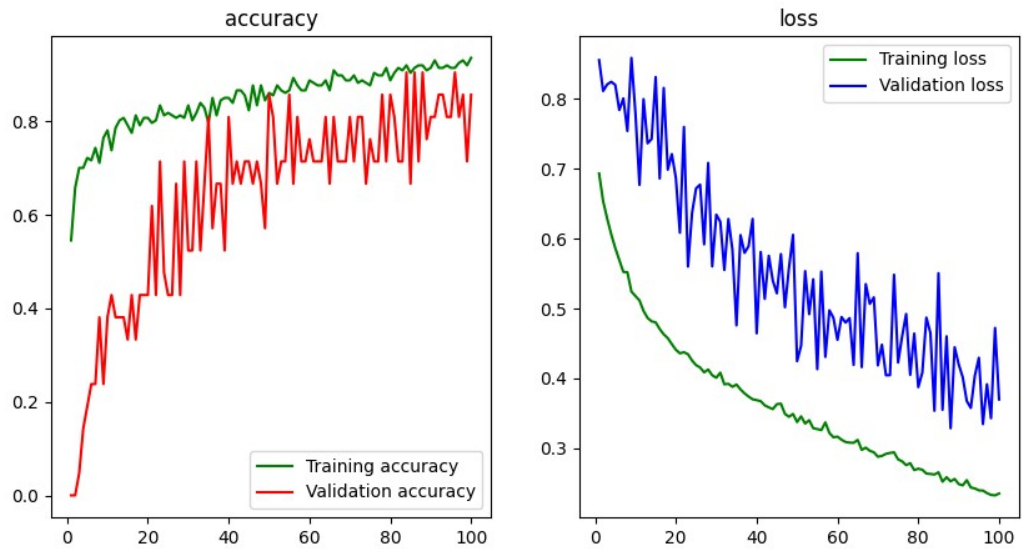 accuracy
0.8
0.6
0.4
0.2
0.0
0 20 40 60 80 100
Training accuracy
Validation accuracy
loss
0.8
0.7
0.6
0.5
0.4
0.3
0 20 40 60 80 100
Training loss
Validation loss